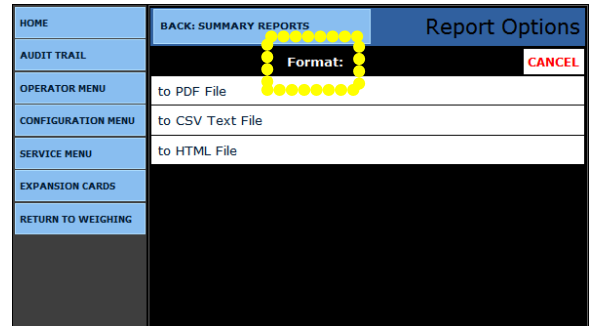 HOME
BACK: SUMMARY REPORTS
Report Options
AUDIT TRAIL
Format:
CANCEL
OPERATOR MENU
to PDF File
CONFIGURATION MENU
to CSV Text File
SERVICE MENU
to HTML File
EXPANSION CARDS
RETURN TO WEIGHING